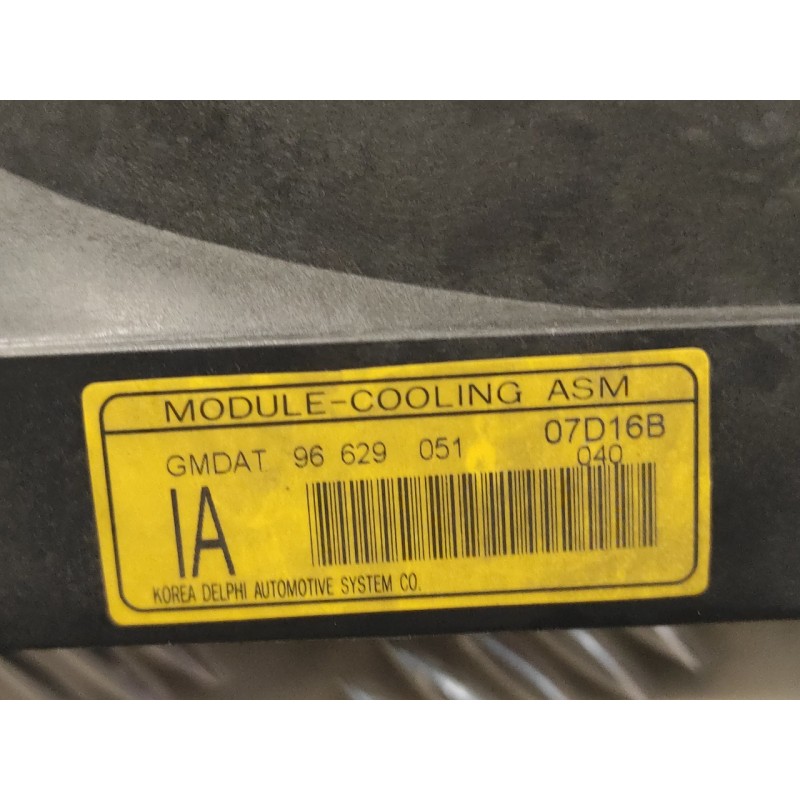 MODULE-COOLING ASM
GMDAT 96 629 051 07D16B
040
IA
KOREA DELPHI AUTOMOTIVE SYSTEM CO.